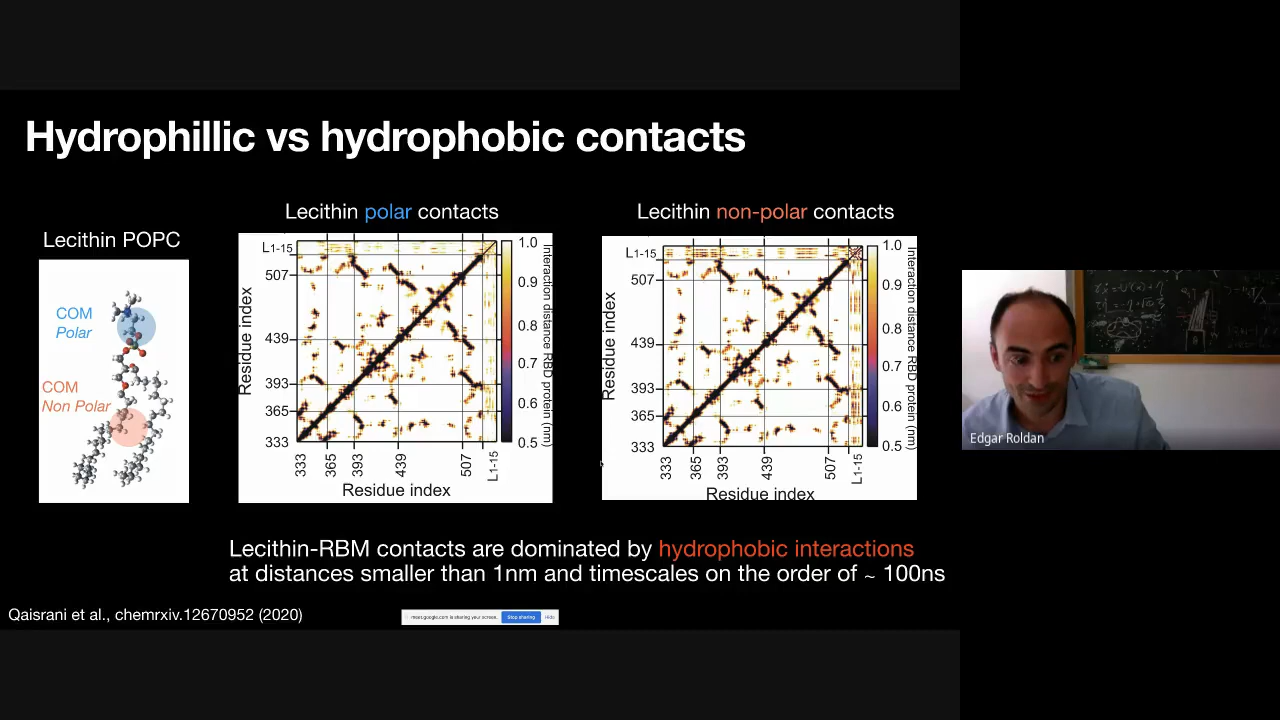 Hydrophillic vs hydrophobic contacts
Lecithin POPC
COM
Polar
COM
Non Polar
Lecithin polar contacts
L1-15
507
439
393
365
333
Residue index
333
365
393
439
507
L1-15
Residue index
1.0
0.9
0.8
0.7
0.6
0.5
Interaction distance RBD protein (nm)
Lecithin non-polar contacts
L1-15
507
439
393
365
333
Residue index
333
365
393
439
507
L1-15
Residue index
1.0
0.9
0.8
0.7
0.6
0.5
Interaction distance RBD protein (nm)
Lecithin-RBM contacts are dominated by hydrophobic interactions
at distances smaller than 1nm and timescales on the order of ~ 100ns
Qaisrani et al., chemrxiv.12670952 (2020)
meet.google.com is sharing your screen.
Stop sharing
Hide
Edgar Roldan